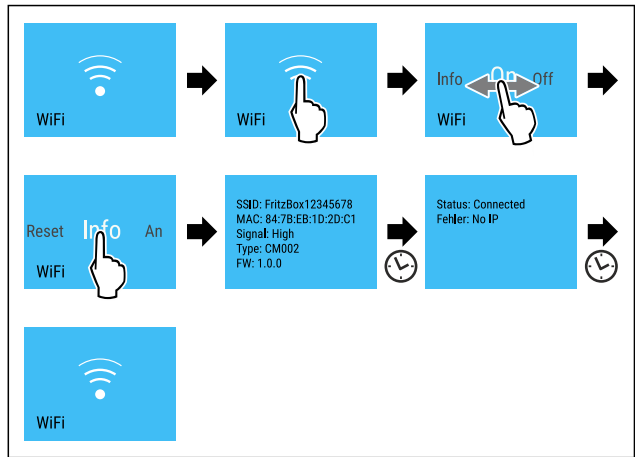 WiFi
WiFi
Info On Off
WiFi
Reset Info An
WiFi
SSID: FritzBox12345678
MAC: 84:7B:EB:1D:2D:C1
Signal: High
Type: CM002
FW: 1.0.0
Status: Connected
Fehler: No IP
WiFi